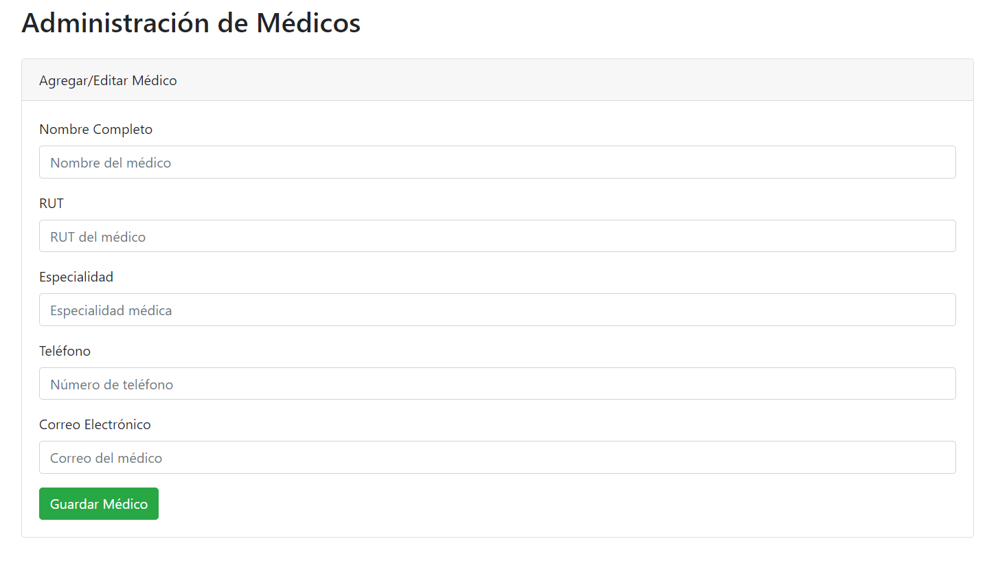 Administración de Médicos
Agregar/Editar Médico
Nombre Completo
Nombre del médico
RUT
RUT del médico
Especialidad
Especialidad médica
Teléfono
Número de teléfono
Correo Electrónico
Correo del médico
Guardar Médico